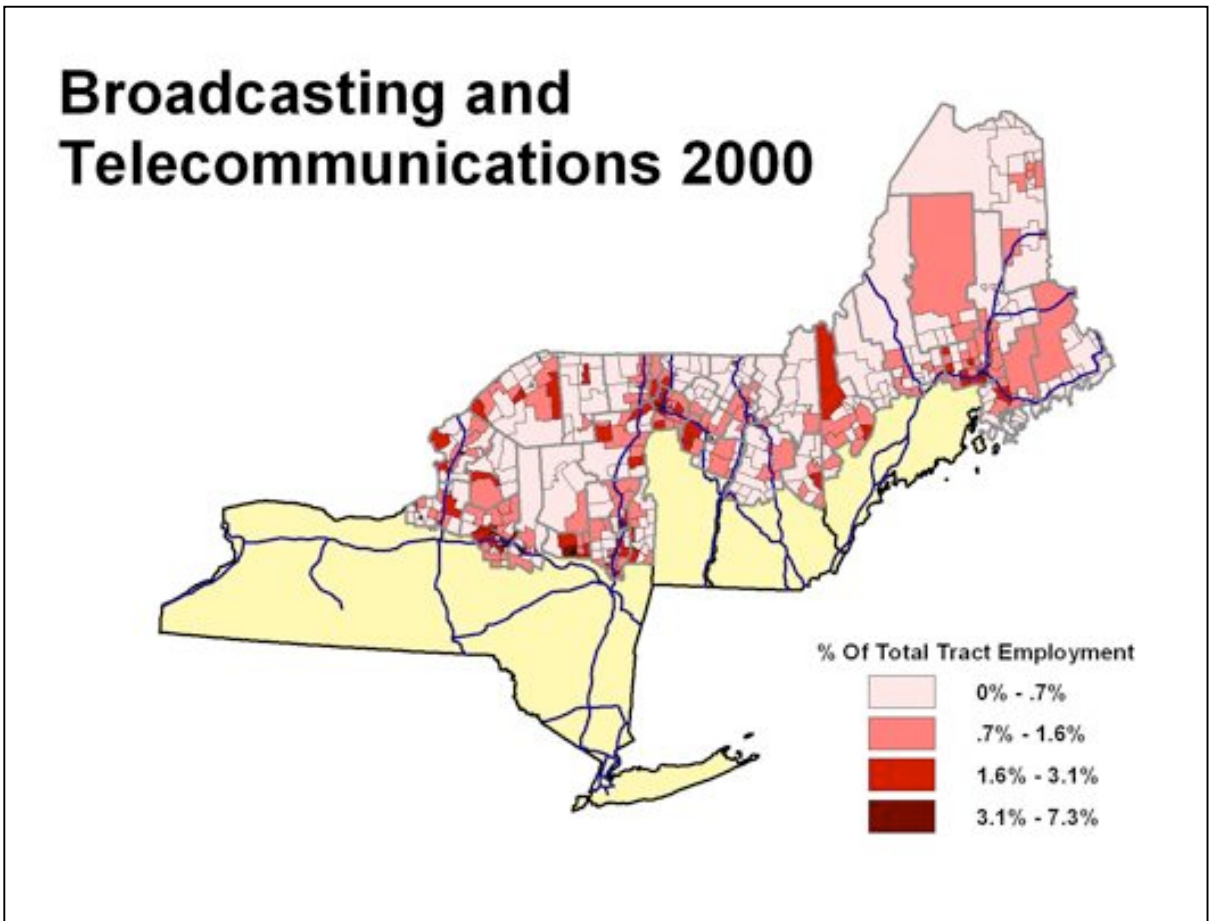 Broadcasting and
Telecommunications 2000
% Of Total Tract Employment
0% - .7%
.7% - 1.6%
1.6% - 3.1%
3.1% - 7.3%